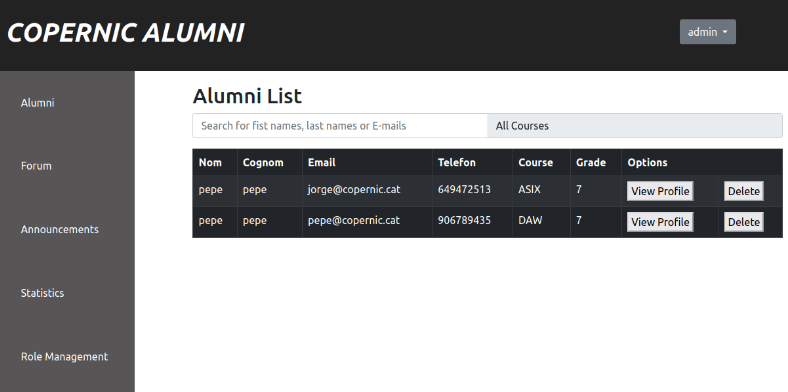 COPERNIC ALUMNI
admin
Alumni
Forum
Announcements
Statistics
Role Management
Alumni List
Search for fist names, last names or E-mails All Courses
Nom Cognom Email Telefon Course Grade Options
pepe pepe jorge@copernic.cat 649472513 ASIX 7 View Profile Delete
pepe pepe pepe@copernic.cat 906789435 DAW 7 View Profile Delete